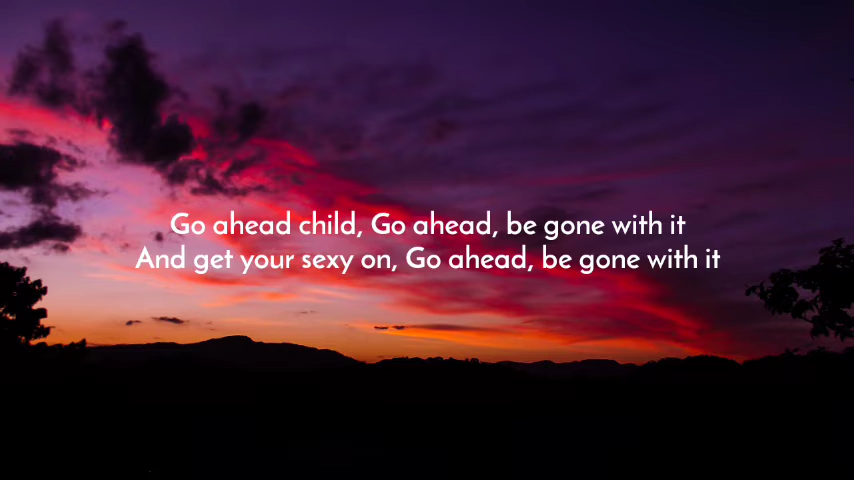 Go ahead child, Go ahead, be gone with it
And get your sexy on, Go ahead, be gone with it